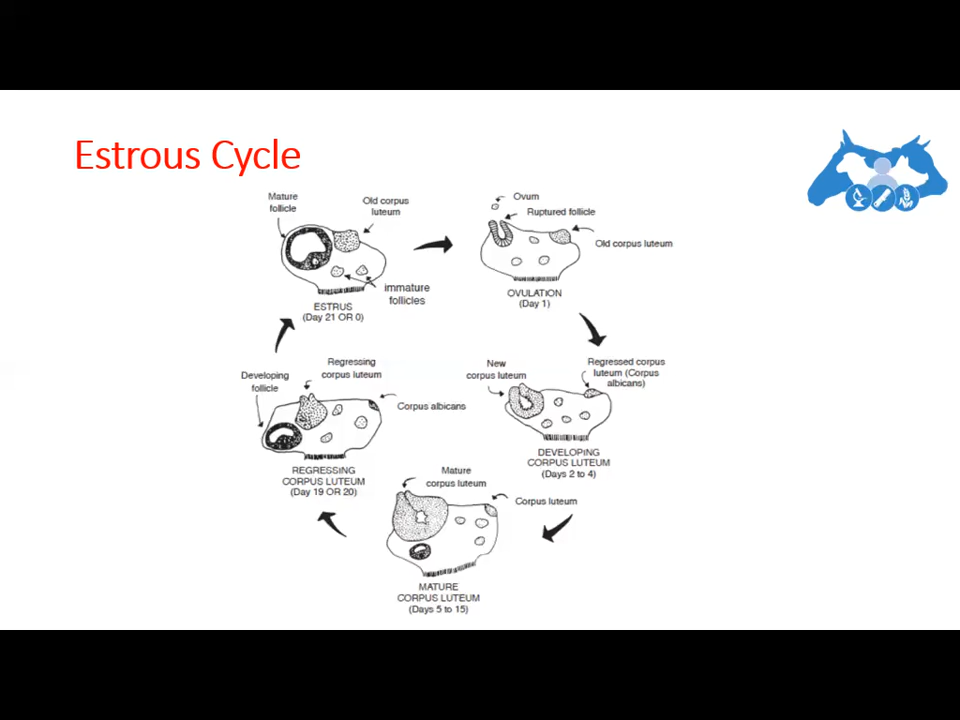 Estrous Cycle
Mature
follicle
Old corpus
luteum
immature
follicles
ESTRUS
(Day 21 OR 0)
Ovum
Ruptured follicle
Old corpus luteum
OVULATION
(Day 1)
New
corpus luteum
Regressed corpus
luteum (Corpus
albicans)
DEVELOPING
CORPUS LUTEUM
(Days 2 to 4)
Mature
corpus luteum
Corpus luteum
MATURE
CORPUS LUTEUM
(Days 5 to 15)
Developing
follicle
Regressing
corpus luteum
Corpus albicans
REGRESSING
CORPUS LUTEUM
(Day 19 OR 20)